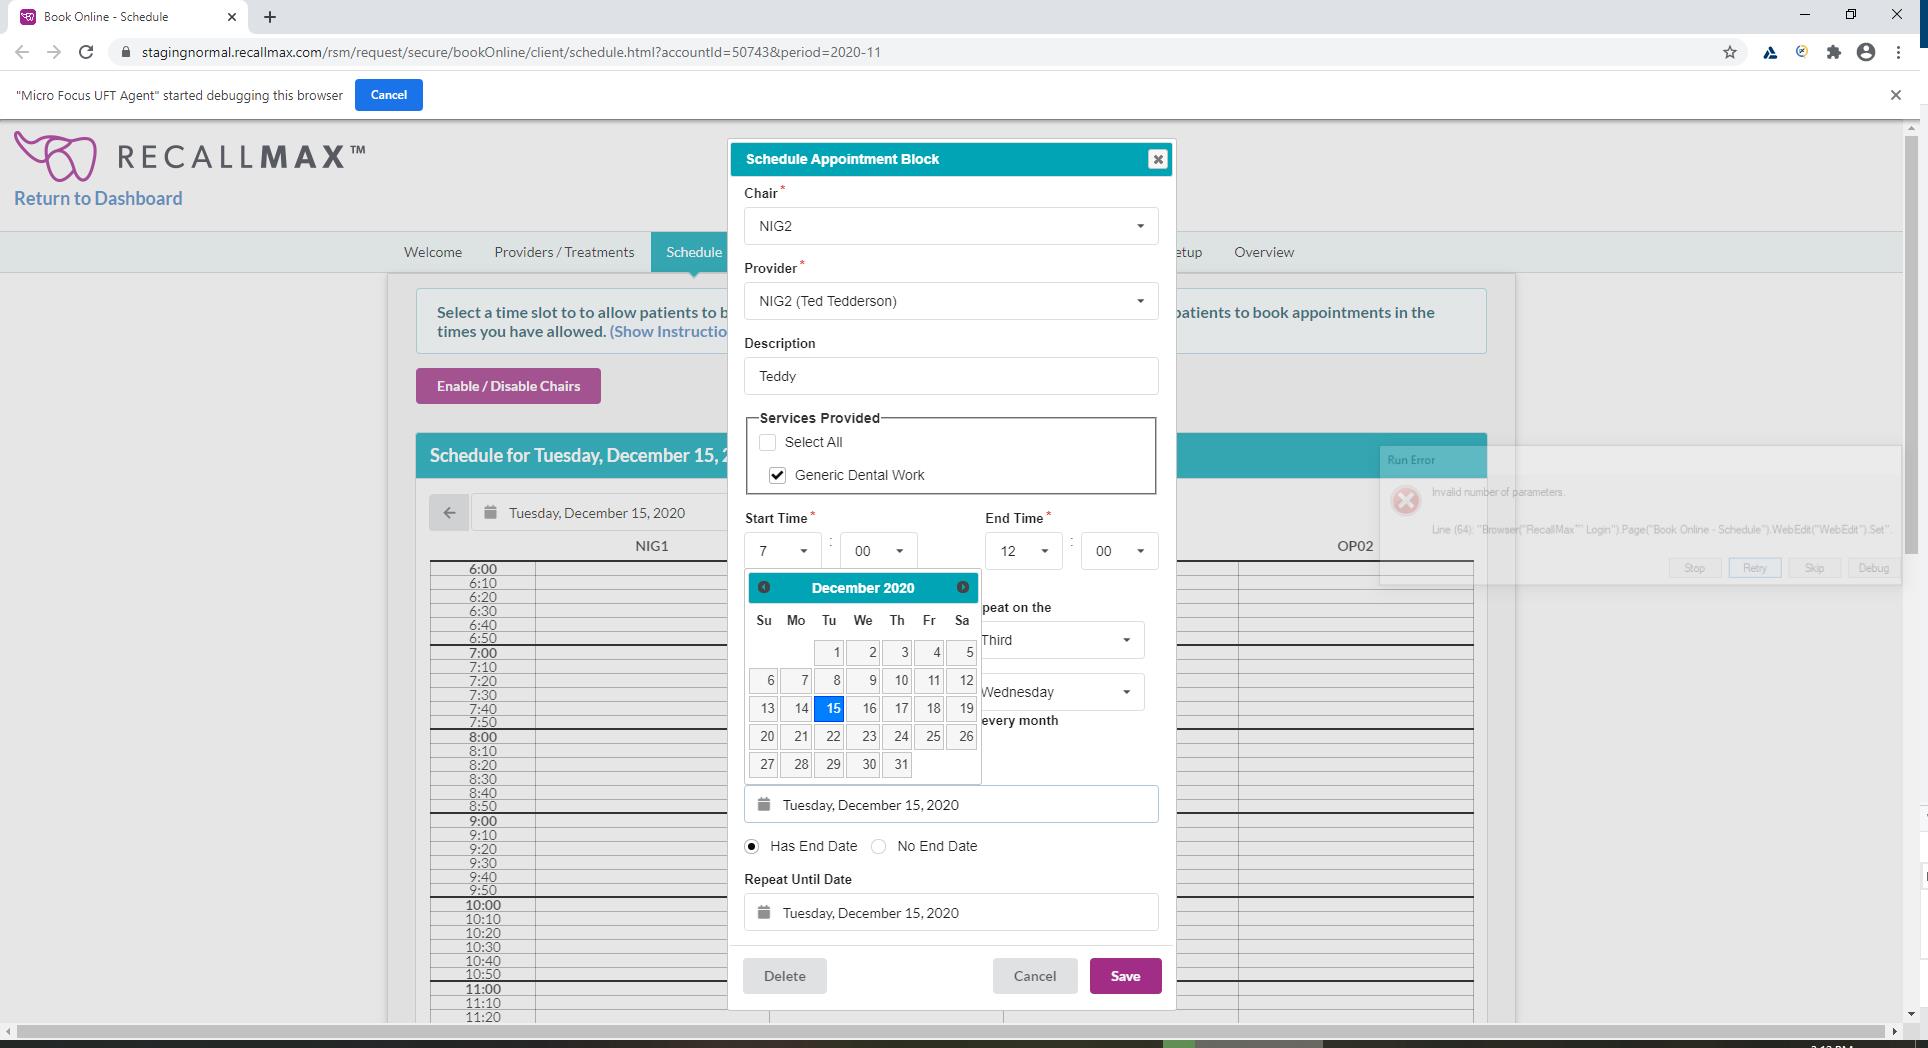 Book Online - Schedule
stagingnormal.recallmax.com/rsm/request/secure/bookOnline/client/schedule.html?accountId=50743&period=2020-11
"Micro Focus UFT Agent" started debugging this browser
Cancel
RECALLMAX™
Return to Dashboard
Welcome
Providers / Treatments
Schedule
etup
Overview
Select a time slot to to allow patients to b
patients to book appointments in the
times you have allowed. (Show Instructio
Enable / Disable Chairs
Schedule for Tuesday, December 15, 2
Tuesday, December 15, 2020
NIG1
OP02
6:00
6:10
6:20
6:30
6:40
6:50
7:00
7:10
7:20
7:30
7:40
7:50
8:00
8:10
8:20
8:30
8:40
8:50
9:00
9:10
9:20
9:30
9:40
9:50
10:00
10:10
10:20
10:30
10:40
10:50
11:00
11:10
11:20
Schedule Appointment Block
Chair*
NIG2
Provider*
NIG2 (Ted Tedderson)
Description
Teddy
Services Provided
Select All
Generic Dental Work
Start Time*
End Time*
7 : 00
12 : 00
December 2020
Su Mo Tu We Th Fr Sa
1 2 3 4 5
6 7 8 9 10 11 12
13 14 15 16 17 18 19
20 21 22 23 24 25 26
27 28 29 30 31
peat on the
Third
Wednesday
every month
Tuesday, December 15, 2020
Has End Date
No End Date
Repeat Until Date
Tuesday, December 15, 2020
Delete
Cancel
Save
Run Error
Invalid number of parameters.
Line (64): "Browser("RecallMax™ Login").Page("Book Online - Schedule").WebEdit("WebEdit").Set".
Stop
Retry
Skip
Debug